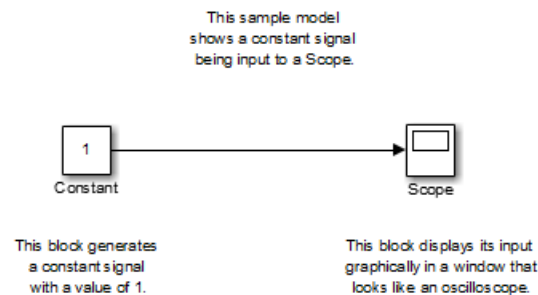 This sample model
shows a constant signal
being input to a Scope.
1
Constant
Scope
This block generates
a constant signal
with a value of 1.
This block displays its input
graphically in a window that
looks like an oscilloscope.